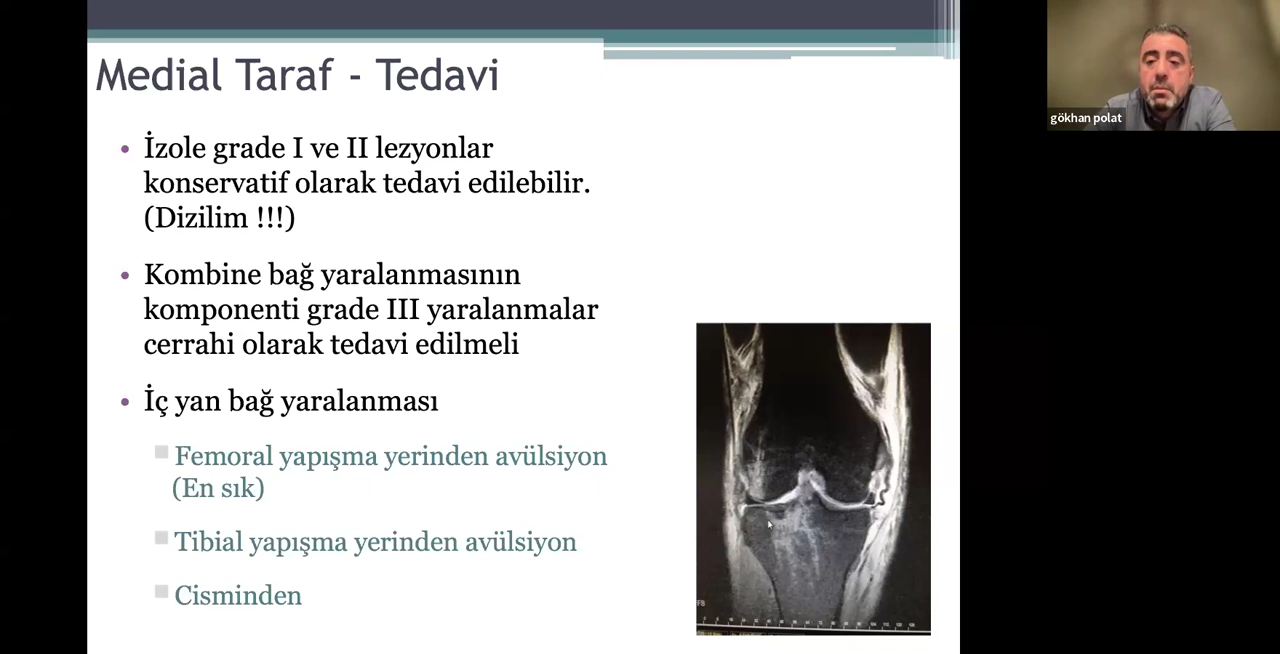 Medial Taraf - Tedavi
İzole grade I ve II lezyonlar
konservatif olarak tedavi edilebilir.
(Dizilim !!!)
Kombine bağ yaralanmasının
komponenti grade III yaralanmalar
cerrahi olarak tedavi edilmeli
İç yan bağ yaralanması
Femoral yapışma yerinden avülsiyon
(En sık)
Tibial yapışma yerinden avülsiyon
Cisminden
gökhan polat